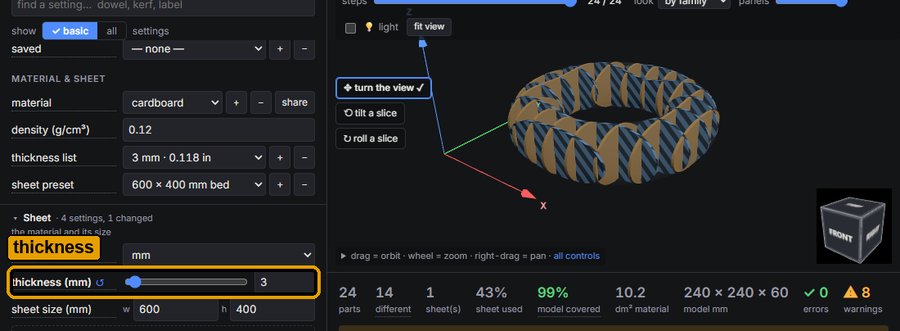 find a setting... dowel, kerf, label
show ✓ basic all settings
saved — none — + −
MATERIAL & SHEET
material cardboard + − share
density (g/cm³) 0.12
thickness list 3 mm · 0.118 in + −
sheet preset 600 × 400 mm bed + −
Sheet · 4 settings, 1 changed
the material and its size
thickness
mm
thickness (mm) 3
sheet size (mm) w 600 h 400
steps 24 / 24 look by family panels
Z
light fit view
turn the view ✓
tilt a slice
roll a slice
X
FRONT
drag = orbit · wheel = zoom · right-drag = pan · all controls
24 14 1 43% 99% 10.2 240 × 240 × 60 ✓ 0 8
parts different sheet(s) sheet used model covered dm² material model mm errors warnings